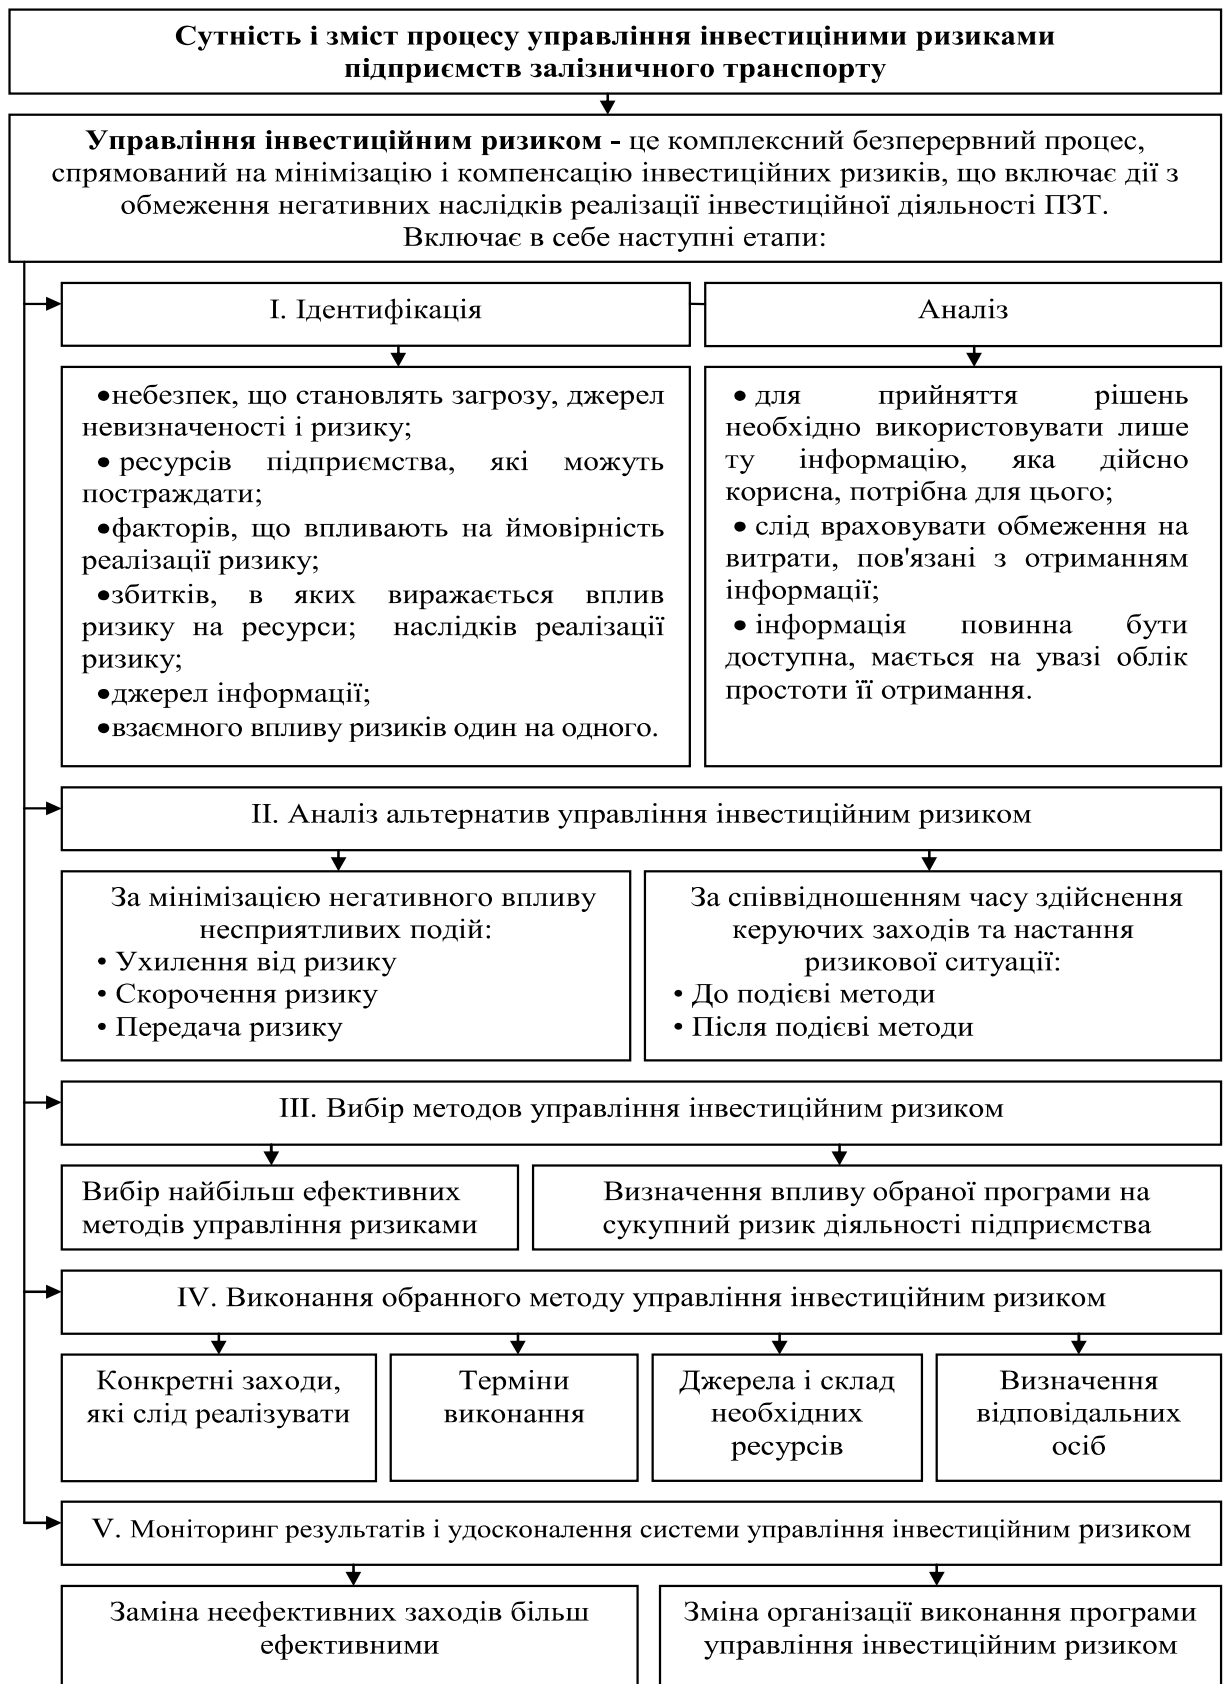 Сутність і зміст процесу управління інвестиціними ризиками
підприємств залізничного транспорту
Управління інвестиційним ризиком - це комплексний безперервний процес,
спрямований на мінімізацію і компенсацію інвестиційних ризиків, що включає дії з
обмеження негативних наслідків реалізації інвестиційної діяльності ПЗТ.
Включає в себе наступні етапи:
І. Ідентифікація
Аналіз
•небезпек, що становлять загрозу, джерел
невизначеності і ризику;
• ресурсів підприємства, які можуть
постраждати;
•факторів, що впливають на ймовірність
реалізації ризику;
•збитків, в яких виражається вплив
ризику на ресурси; наслідків реалізації
ризику;
•джерел інформації;
•взаємного впливу ризиків один на одного.
• для прийняття рішень
необхідно використовувати лише
ту інформацію, яка дійсно
корисна, потрібна для цього;
• слід враховувати обмеження на
витрати, пов'язані з отриманням
інформації;
• інформація повинна бути
доступна, мається на увазі облік
простоти її отримання.
ІІ. Аналіз альтернатив управління інвестиційним ризиком
За мінімізацією негативного впливу
несприятливих подій:
• Ухилення від ризику
• Скорочення ризику
• Передача ризику
За співвідношенням часу здійснення
керуючих заходів та настання
ризикової ситуації:
• До подієві методи
• Після подієві методи
ІІІ. Вибір методов управління інвестиційним ризиком
Вибір найбільш ефективних
методів управління ризиками
Визначення впливу обраної програми на
сукупний ризик діяльності підприємства
IV. Виконання обранного методу управління інвестиційним ризиком
Конкретні заходи,
які слід реалізувати
Терміни
виконання
Джерела і склад
необхідних
ресурсів
Визначення
відповідальних
осіб
V. Моніторинг результатів і удосконалення системи управління інвестиційним ризиком
Заміна неефективних заходів більш
ефективними
Зміна організації виконання програми
управління інвестиційним ризиком